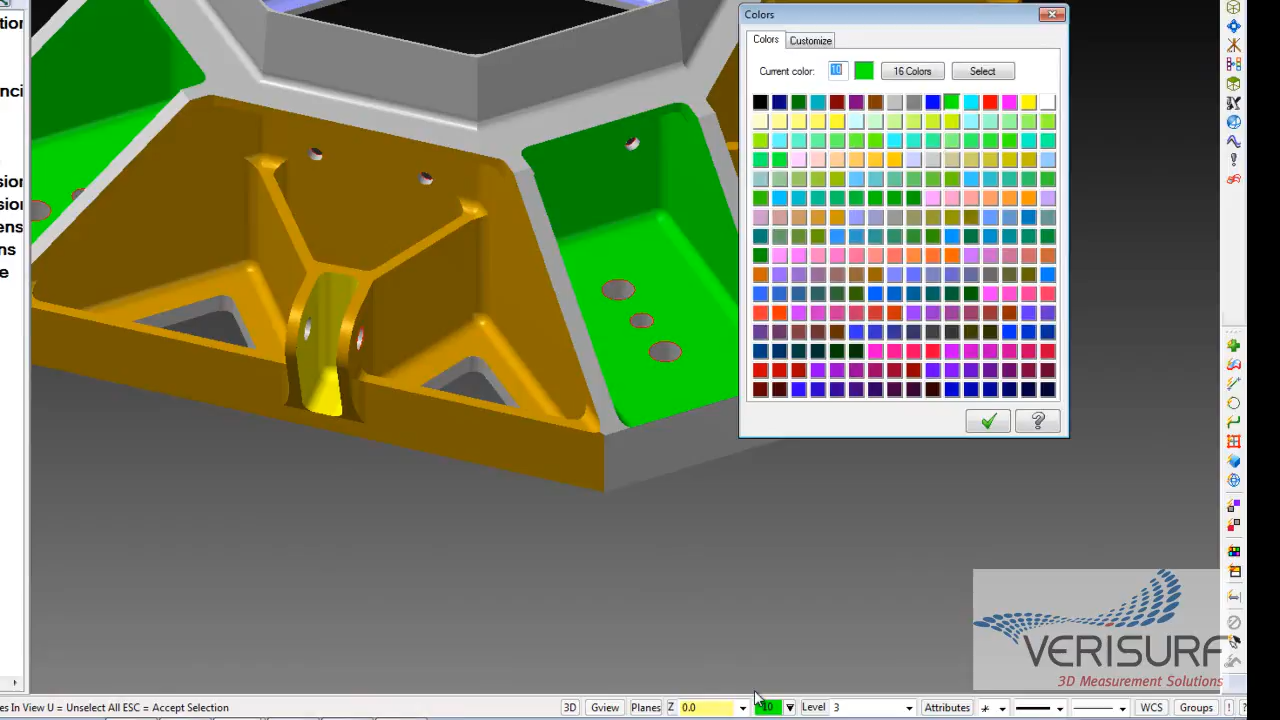 Colors
Colors Customize
Current color: 10 16 Colors Select
VERISURF
3D Measurement Solutions
es In View U = Unselect All ESC = Accept Selection
3D Gview Planes Z 0.0 10 Level 3 Attributes WCS Groups ! ?